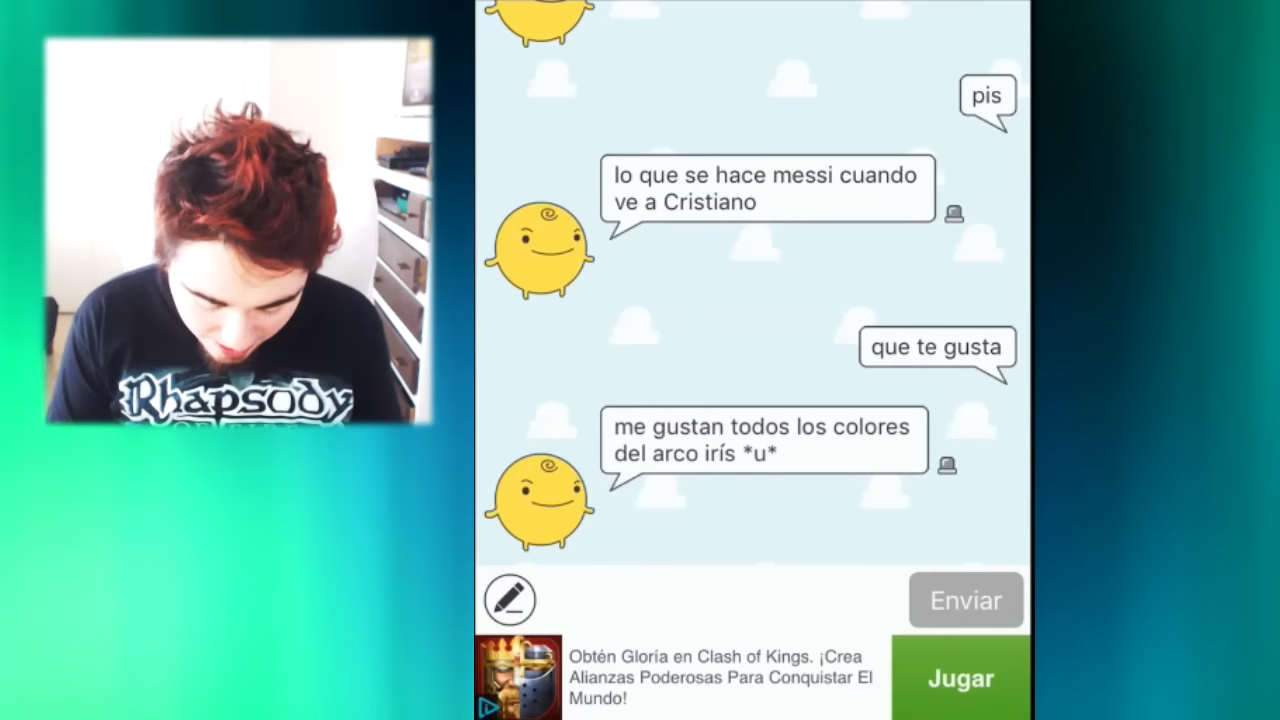 pis
lo que se hace messi cuando
ve a Cristiano
que te gusta
me gustan todos los colores
del arco irís *u*
Enviar
Obtén Gloria en Clash of Kings. ¡Crea
Alianzas Poderosas Para Conquistar El
Mundo!
Jugar
Rhapsody